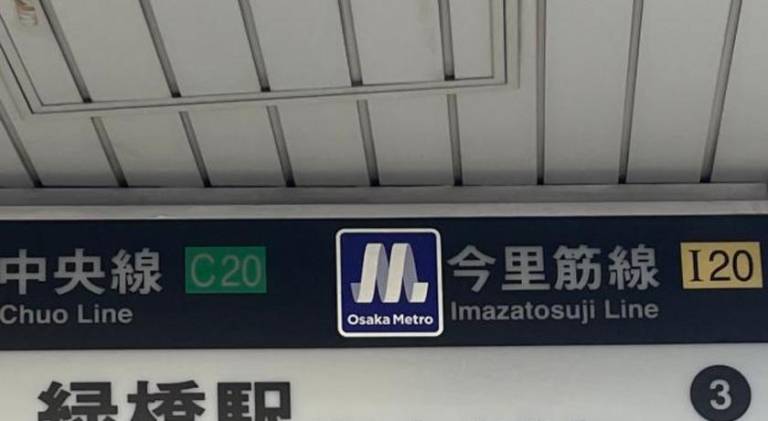 中央線 C20
Chuo Line
Osaka Metro
今里筋線 I20
Imazatosuji Line
緑橋駅
3